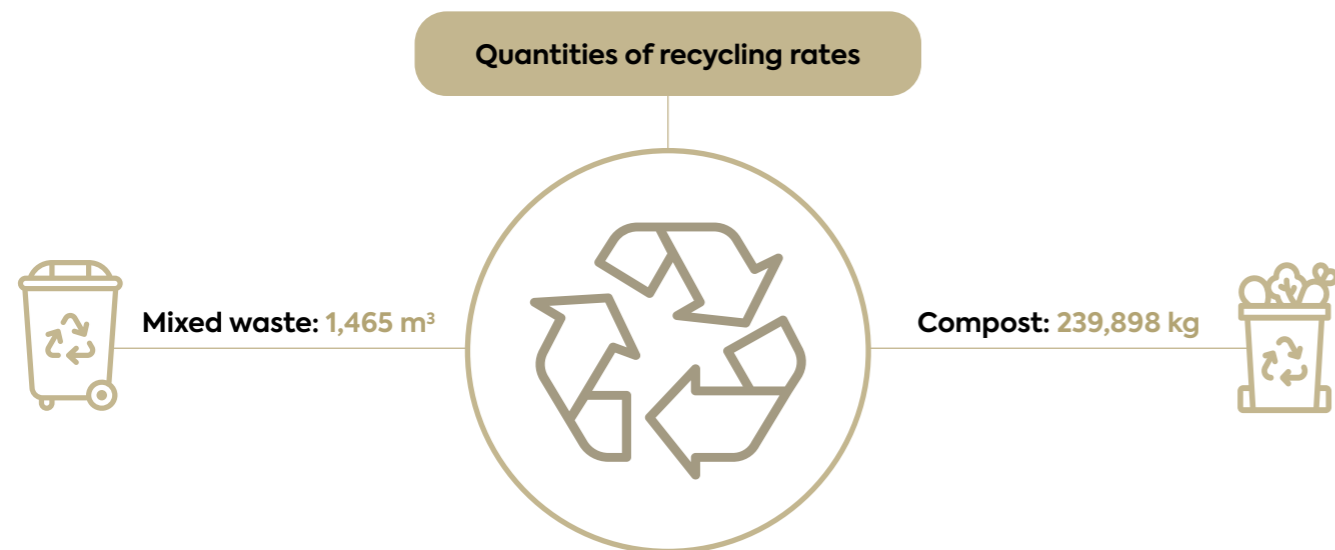 Quantities of recycling rates
Mixed waste: 1,465 m³
Compost: 239,898 kg